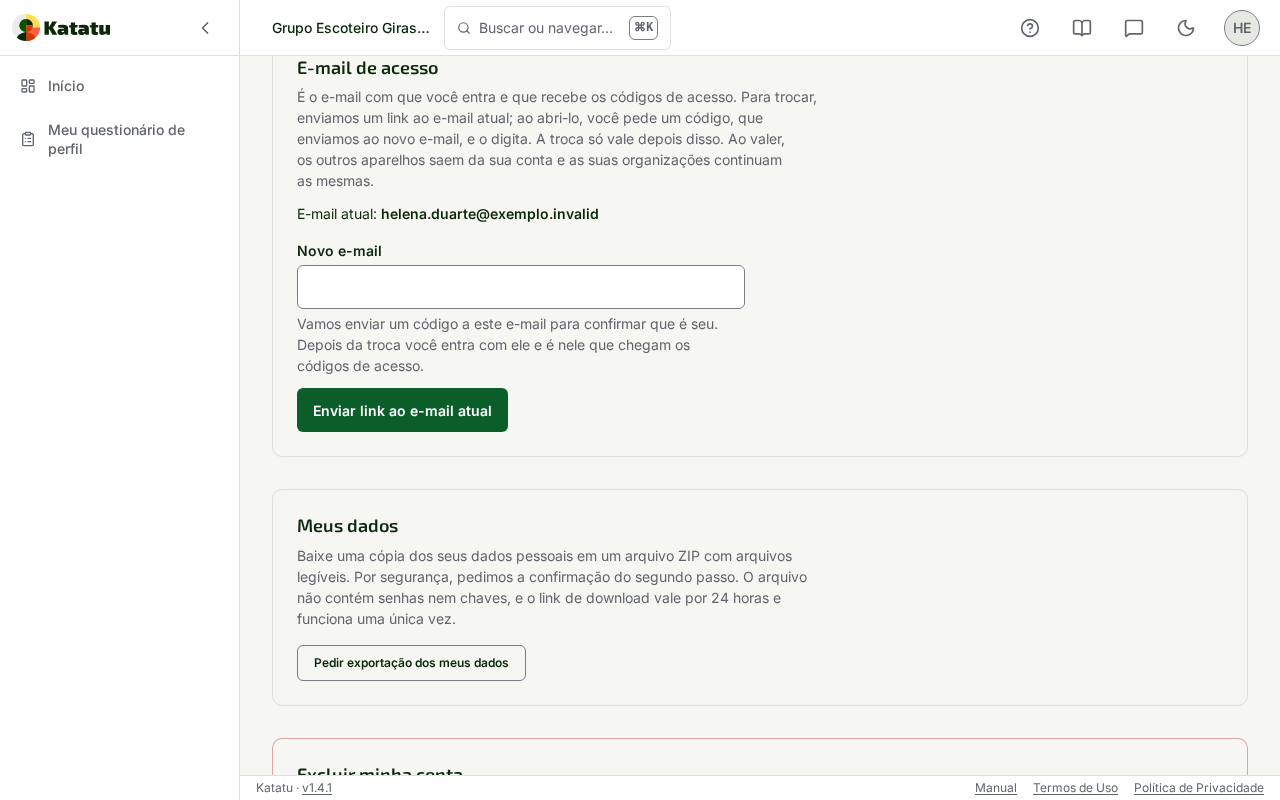 Katatu
Grupo Escoteiro Giras...
Buscar ou navegar...
⌘K
HE
Início
Meu questionário de
perfil
E-mail de acesso
É o e-mail com que você entra e que recebe os códigos de acesso. Para trocar,
enviamos um link ao e-mail atual; ao abri-lo, você pede um código, que
enviamos ao novo e-mail, e o digita. A troca só vale depois disso. Ao valer,
os outros aparelhos saem da sua conta e as suas organizações continuam
as mesmas.
E-mail atual: helena.duarte@exemplo.invalid
Novo e-mail
Vamos enviar um código a este e-mail para confirmar que é seu.
Depois da troca você entra com ele e é nele que chegam os
códigos de acesso.
Enviar link ao e-mail atual
Meus dados
Baixe uma cópia dos seus dados pessoais em um arquivo ZIP com arquivos
legíveis. Por segurança, pedimos a confirmação do segundo passo. O arquivo
não contém senhas nem chaves, e o link de download vale por 24 horas e
funciona uma única vez.
Pedir exportação dos meus dados
Excluir minha conta
Katatu · v1.4.1
Manual
Termos de Uso
Política de Privacidade